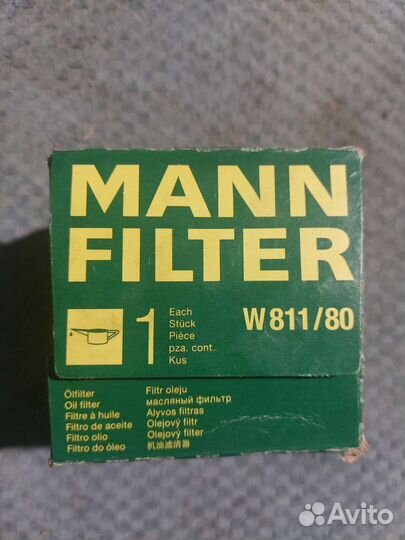 MANN
FILTER
1
Each
Stück
Pièce
pza. cont.
Kus
W 811/80
Ölfilter
Oil filter
Filtre à huile
Filtro de aceite
Filtro olio
Filtro do óleo
Filtr oleju
масляный фильтр
Alyvos filtras
Olejový filtr
Olejový filter
机油滤清器
Avito